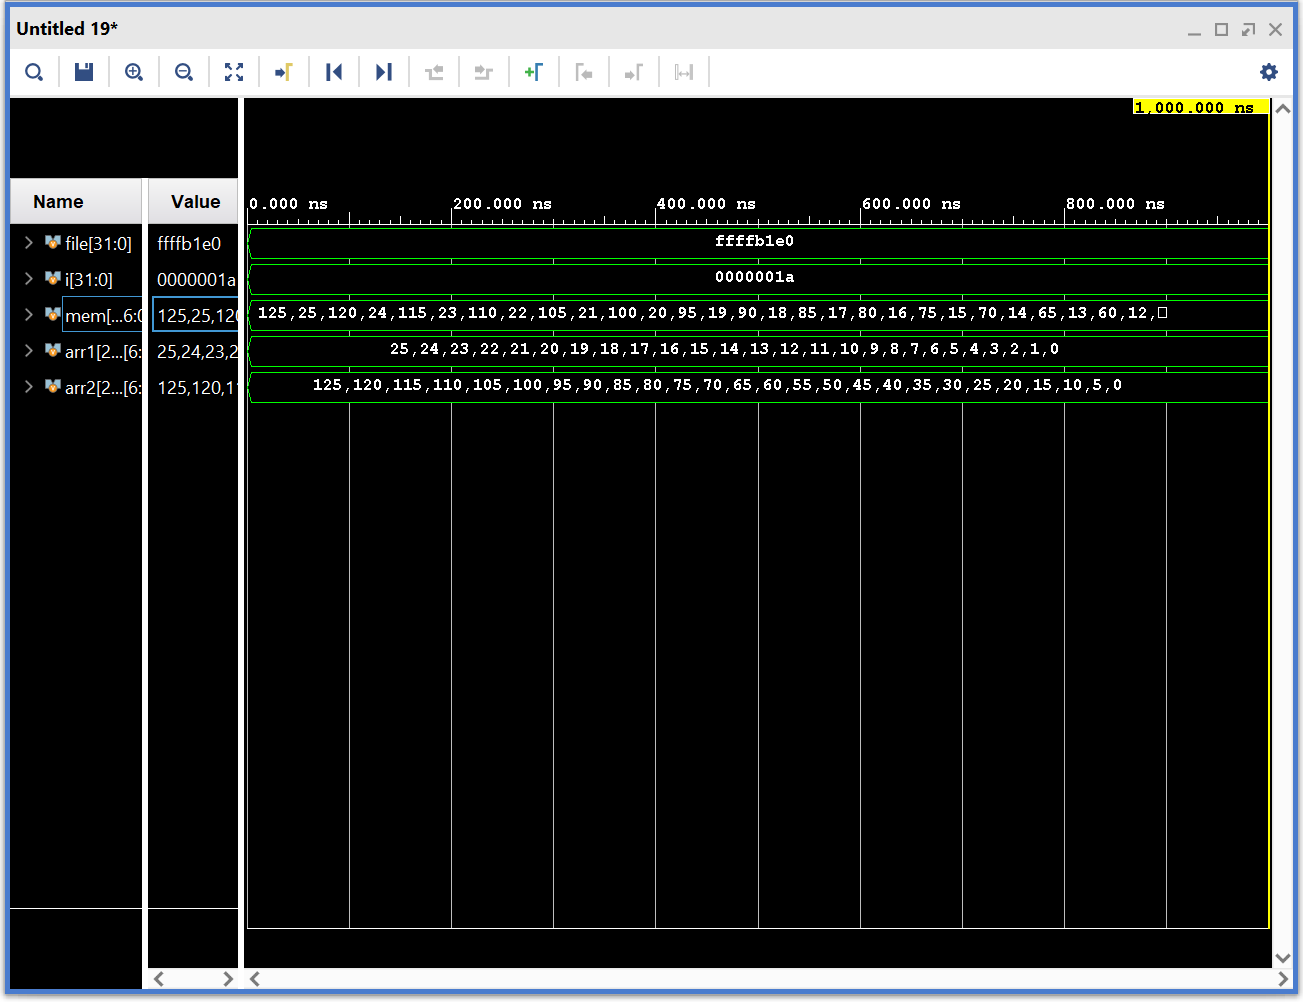 Untitled 19*
1,000.000 ns
Name Value 0.000 ns 200.000 ns 400.000 ns 600.000 ns 800.000 ns
file[31:0] ffffb1e0 ffffb1e0
i[31:0] 0000001a 0000001a
mem[...6:0 125,25,120 125,25,120,24,115,23,110,22,105,21,100,20,95,19,90,18,85,17,80,16,75,15,70,14,65,13,60,12,
arr1[2...[6: 25,24,23,2 25,24,23,22,21,20,19,18,17,16,15,14,13,12,11,10,9,8,7,6,5,4,3,2,1,0
arr2[2...[6: 125,120,11 125,120,115,110,105,100,95,90,85,80,75,70,65,60,55,50,45,40,35,30,25,20,15,10,5,0